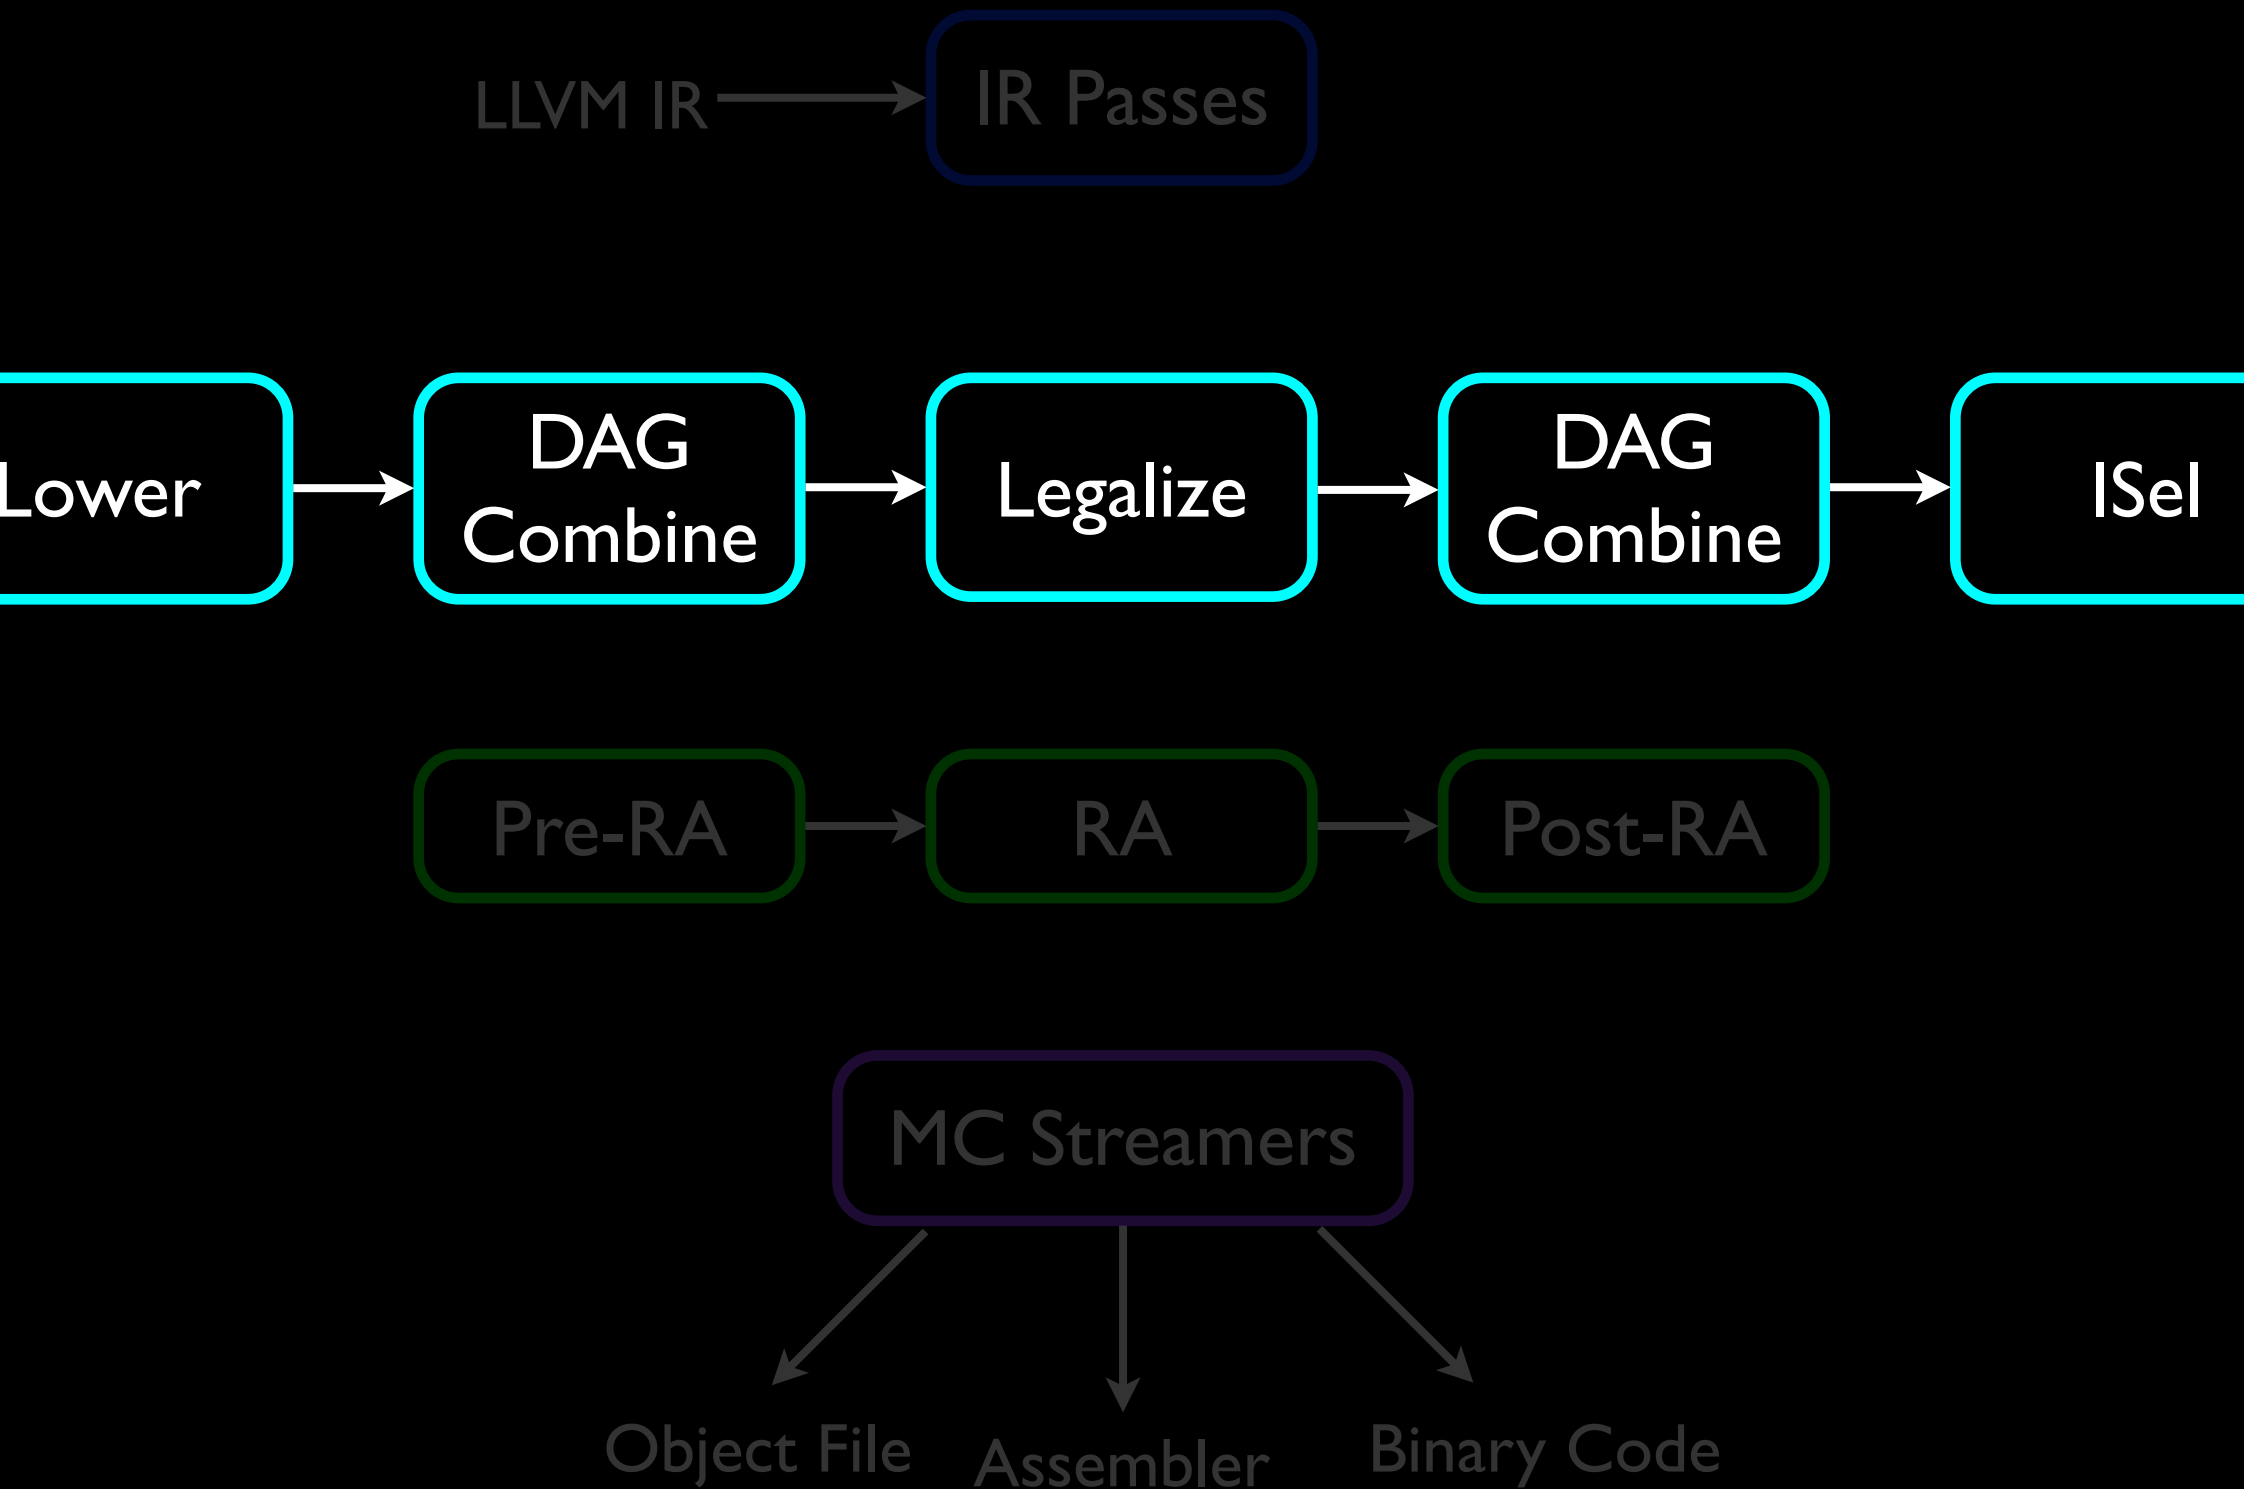 LLVM IR
IR Passes
Lower
DAG
Combine
Legalize
DAG
Combine
ISel
Pre-RA
RA
Post-RA
MC Streamers
Object File
Assembler
Binary Code